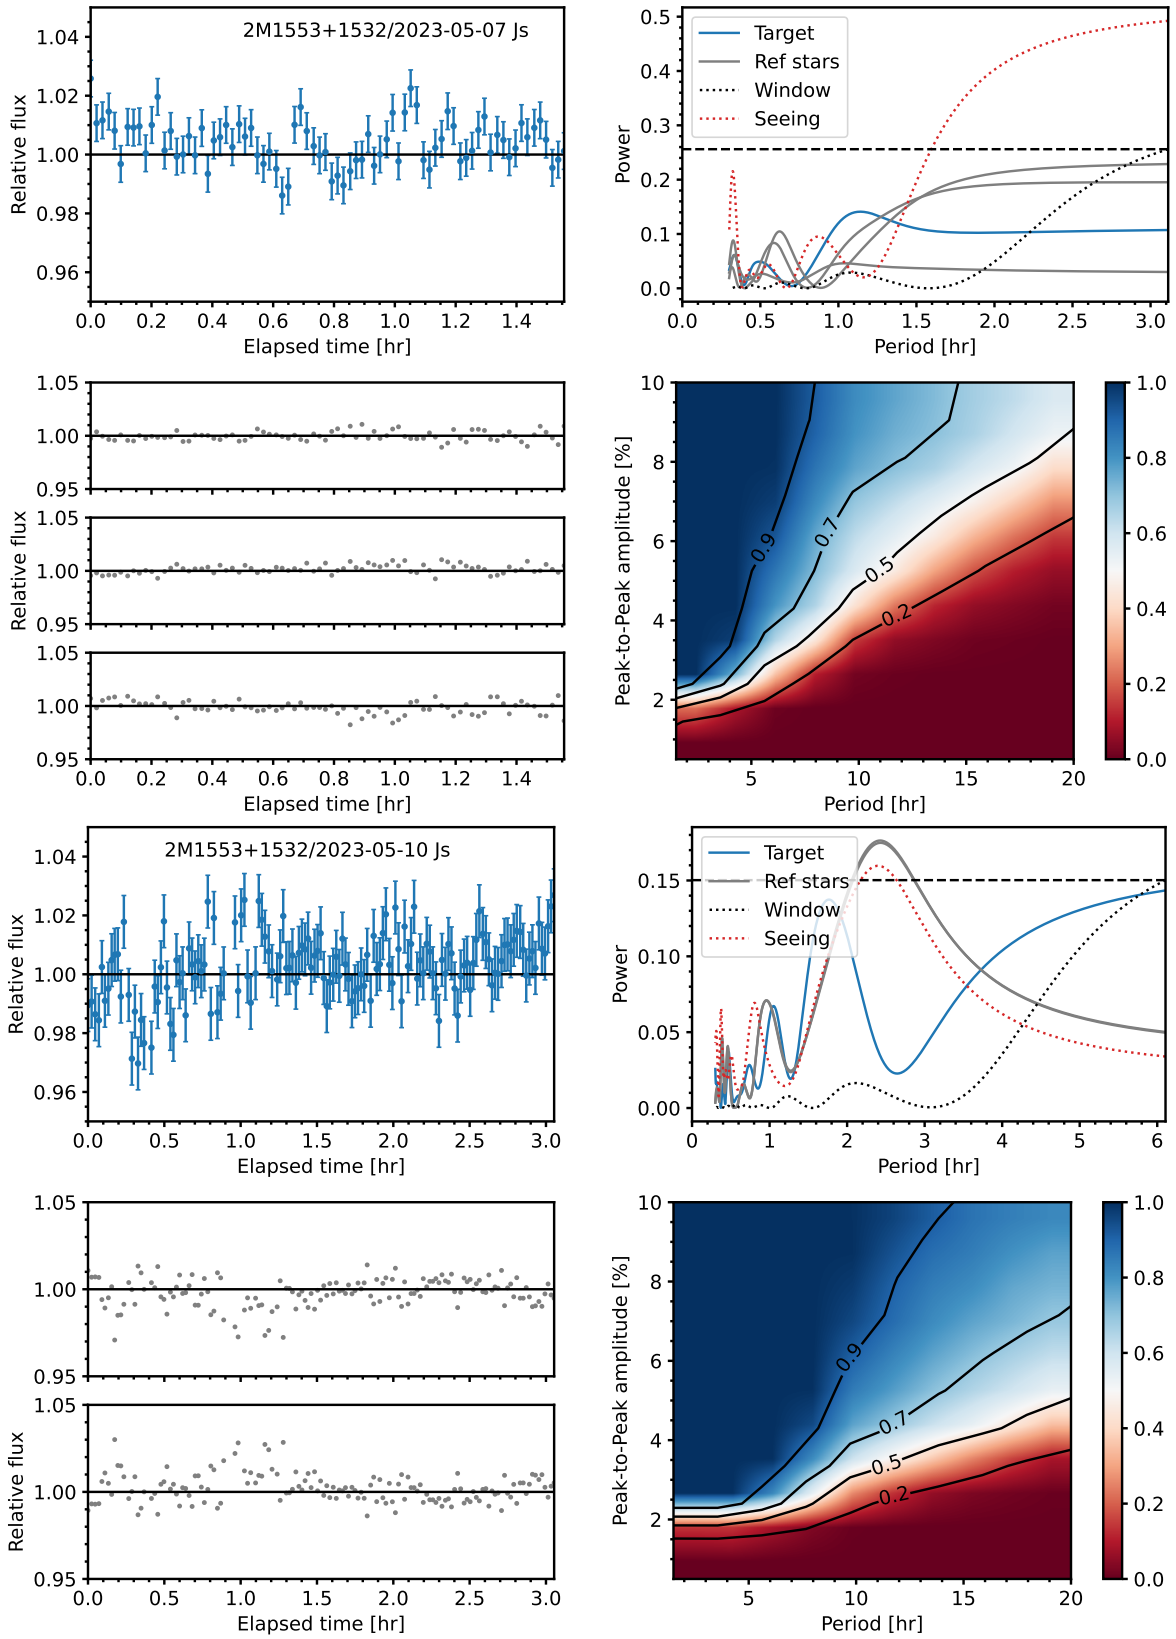 2M1553+1532/2023-05-07 Js
Relative flux
1.04
1.02
1.00
0.98
0.96
0.0 0.2 0.4 0.6 0.8 1.0 1.2 1.4
Elapsed time [hr]
Target
Ref stars
Window
Seeing
Power
0.5
0.4
0.3
0.2
0.1
0.0
0.0 0.5 1.0 1.5 2.0 2.5 3.0
Period [hr]
1.05
1.00
0.95
1.05
Relative flux
1.00
0.95
1.05
1.00
0.95
0.0 0.2 0.4 0.6 0.8 1.0 1.2 1.4
Elapsed time [hr]
Peak-to-Peak amplitude [%]
10
8
6
4
2
0.9
0.7
0.5
0.2
5 10 15 20
Period [hr]
1.0
0.8
0.6
0.4
0.2
0.0
2M1553+1532/2023-05-10 Js
Relative flux
1.04
1.02
1.00
0.98
0.96
0.0 0.5 1.0 1.5 2.0 2.5 3.0
Elapsed time [hr]
Target
Ref stars
Window
Seeing
Power
0.15
0.10
0.05
0.00
0 1 2 3 4 5 6
Period [hr]
1.05
1.00
0.95
1.05
Relative flux
1.00
0.95
0.0 0.5 1.0 1.5 2.0 2.5 3.0
Elapsed time [hr]
Peak-to-Peak amplitude [%]
10
8
6
4
2
0.9
0.7
0.5
0.2
5 10 15 20
Period [hr]
1.0
0.8
0.6
0.4
0.2
0.0